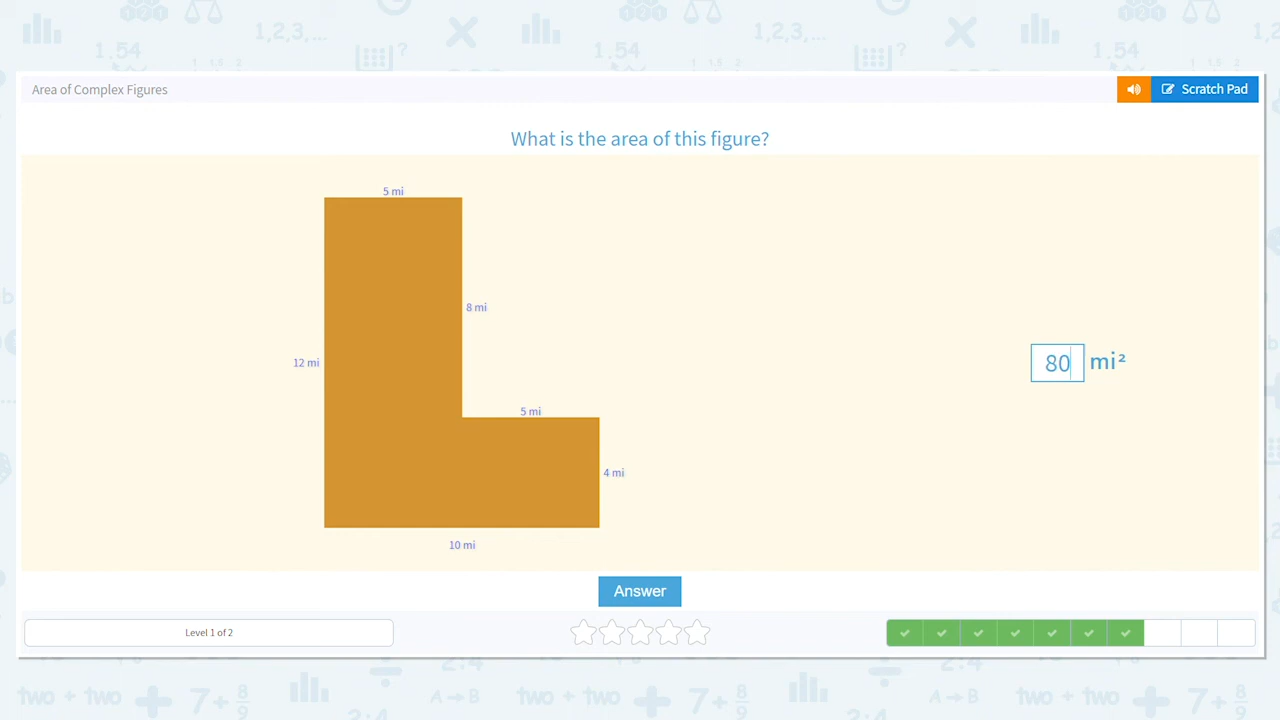 Area of Complex Figures
Scratch Pad
What is the area of this figure?
5 mi
8 mi
12 mi
5 mi
4 mi
10 mi
80 mi²
Answer
Level 1 of 2